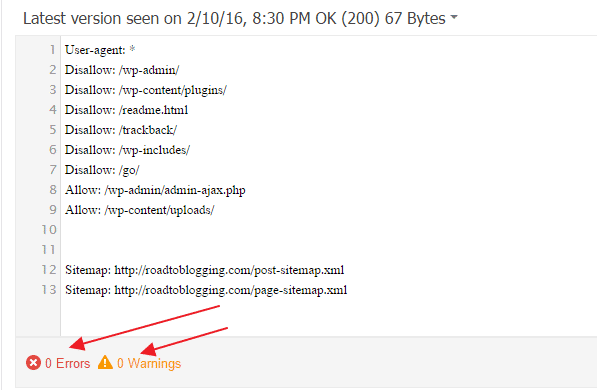 Latest version seen on 2/10/16, 8:30 PM OK (200) 67 Bytes
1 User-agent: *
2 Disallow: /wp-admin/
3 Disallow: /wp-content/plugins/
4 Disallow: /readme.html
5 Disallow: /trackback/
6 Disallow: /wp-includes/
7 Disallow: /go/
8 Allow: /wp-admin/admin-ajax.php
9 Allow: /wp-content/uploads/
10
11
12 Sitemap: http://roadtoblogging.com/post-sitemap.xml
13 Sitemap: http://roadtoblogging.com/page-sitemap.xml
0 Errors 0 Warnings